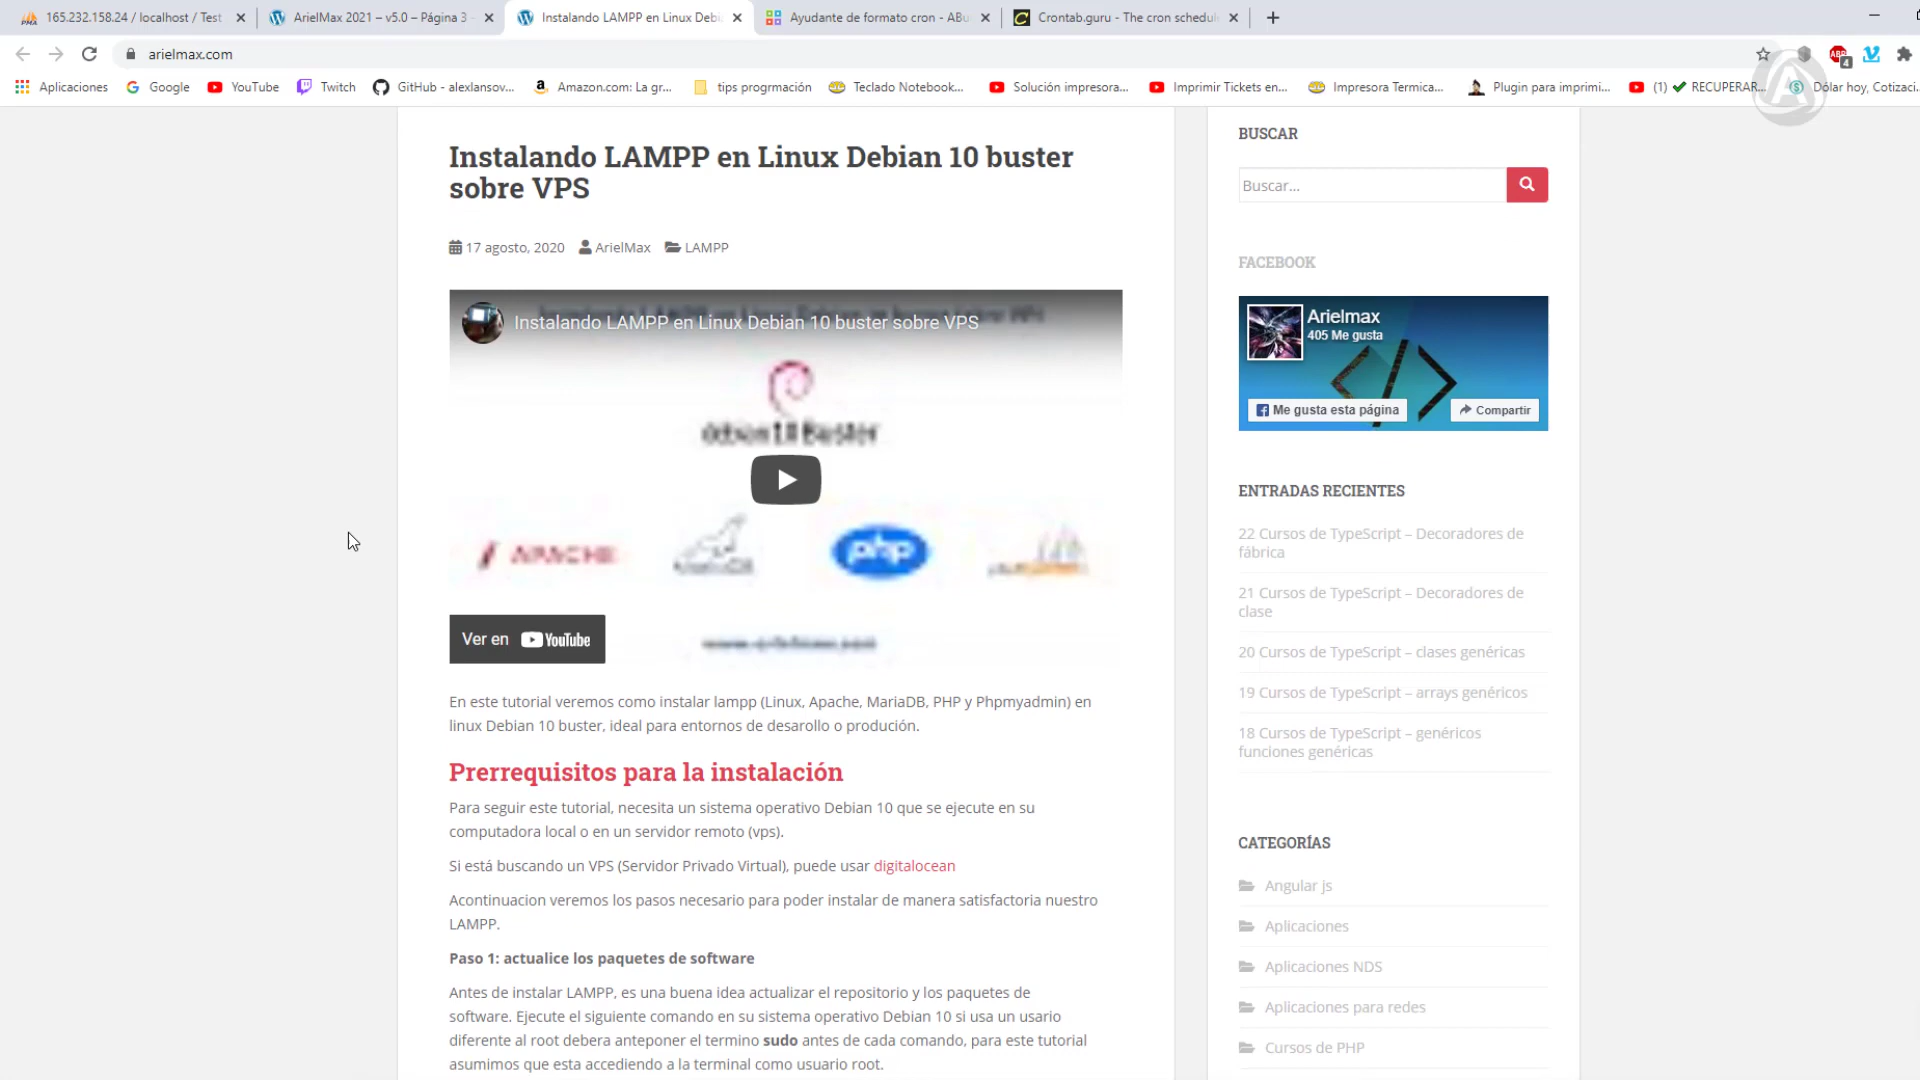 165.232.158.24 / localhost / Test
ArielMax 2021 – v5.0 – Página 3 -
Instalando LAMPP en Linux Debi
Ayudante de formato cron - ABu
Crontab.guru - The cron schedul
arielmax.com
Aplicaciones
Google
YouTube
Twitch
GitHub - alexlansov...
Amazon.com: La gr...
tips progrmación
Teclado Notebook...
Solución impresora...
Imprimir Tickets en...
Impresora Termica...
Plugin para imprimi...
(1) ✔ RECUPERAR...
Dólar hoy, Cotizaci...
Instalando LAMPP en Linux Debian 10 buster
sobre VPS
17 agosto, 2020 ArielMax LAMPP
Instalando LAMPP en Linux Debian 10 buster sobre VPS
debian 10 Buster
APACHE
php
Ver en YouTube
En este tutorial veremos como instalar lampp (Linux, Apache, MariaDB, PHP y Phpmyadmin) en
linux Debian 10 buster, ideal para entornos de desarollo o produción.
Prerrequisitos para la instalación
Para seguir este tutorial, necesita un sistema operativo Debian 10 que se ejecute en su
computadora local o en un servidor remoto (vps).
Si está buscando un VPS (Servidor Privado Virtual), puede usar digitalocean
Acontinuacion veremos los pasos necesario para poder instalar de manera satisfactoria nuestro
LAMPP.
Paso 1: actualice los paquetes de software
Antes de instalar LAMPP, es una buena idea actualizar el repositorio y los paquetes de
software. Ejecute el siguiente comando en su sistema operativo Debian 10 si usa un usario
diferente al root debera anteponer el termino sudo antes de cada comando, para este tutorial
asumimos que esta accediendo a la terminal como usuario root.
BUSCAR
Buscar...
FACEBOOK
Arielmax
405 Me gusta
Me gusta esta página
Compartir
ENTRADAS RECIENTES
22 Cursos de TypeScript – Decoradores de
fábrica
21 Cursos de TypeScript – Decoradores de
clase
20 Cursos de TypeScript – clases genéricas
19 Cursos de TypeScript – arrays genéricos
18 Cursos de TypeScript – genéricos
funciones genéricas
CATEGORÍAS
Angular js
Aplicaciones
Aplicaciones NDS
Aplicaciones para redes
Cursos de PHP